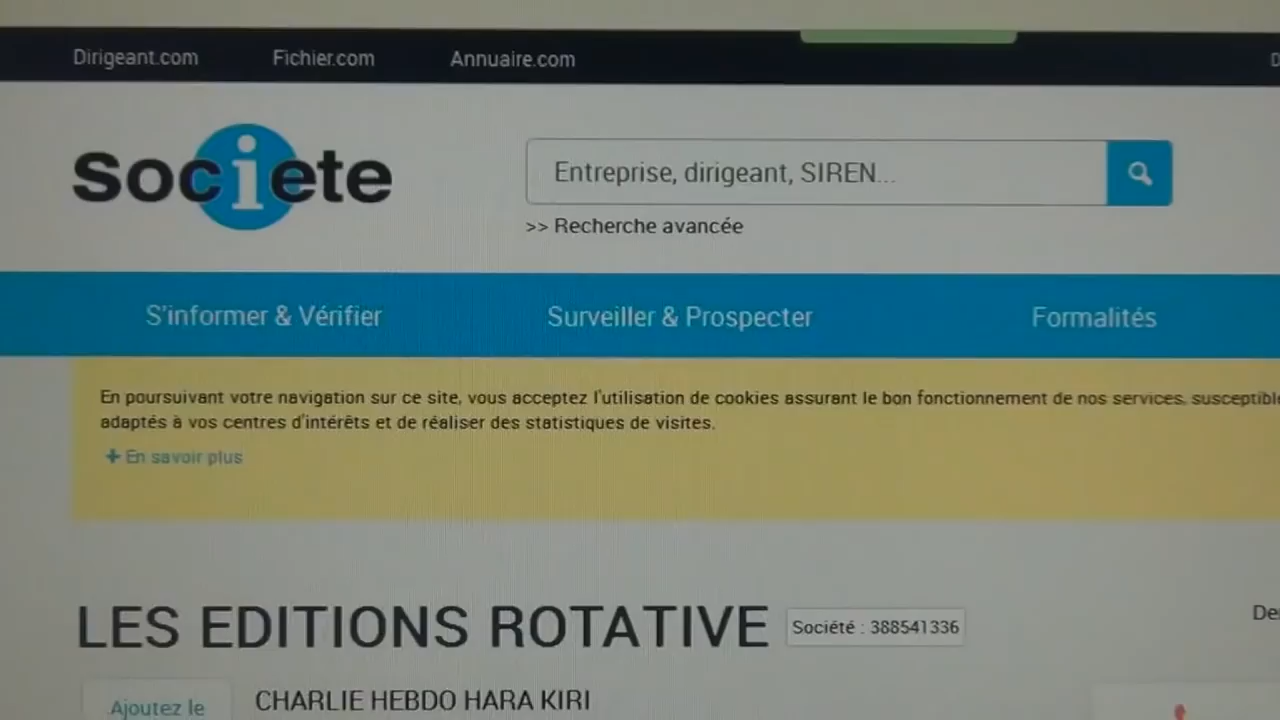 Dirigeant.com Fichier.com Annuaire.com
societe
Entreprise, dirigeant, SIREN...
>> Recherche avancée
S'informer & Vérifier Surveiller & Prospecter Formalités
En poursuivant votre navigation sur ce site, vous acceptez l'utilisation de cookies assurant le bon fonctionnement de nos services, susceptible
adaptés à vos centres d'intérêts et de réaliser des statistiques de visites.
+ En savoir plus
LES EDITIONS ROTATIVE Société : 388541336
Ajoutez le CHARLIE HEBDO HARA KIRI